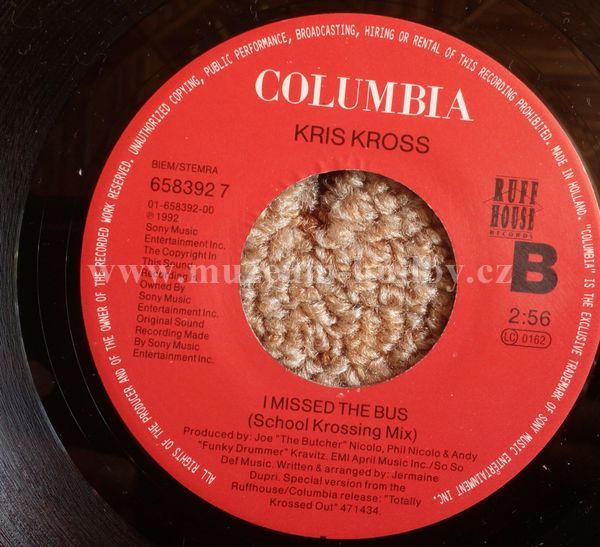 ALL RIGHTS OF THE PRODUCER AND OF THE OWNER OF THE RECORDED WORK RESERVED. UNAUTHORIZED COPYING, PUBLIC PERFORMANCE, BROADCASTING, HIRING OR RENTAL OF THIS RECORDING PROHIBITED. MADE IN HOLLAND. "COLUMBIA" IS THE EXCLUSIVE TRADEMARK OF SONY MUSIC ENTERTAINMENT INC.
COLUMBIA
KRIS KROSS
BIEM/STEMRA
658392 7
01-658392-00
℗ 1992
Sony Music
Entertainment Inc.
The Copyright In
This Sound
Recording
Owned By
Sony Music
Entertainment Inc.
Original Sound
Recording Made
By Sony Music
Entertainment Inc.
RUFF
HOUSE
RECORDS
B
2:56
LC 0162
I MISSED THE BUS
(School Krossing Mix)
Produced by: Joe "The Butcher" Nicolo, Phil Nicolo & Andy
"Funky Drummer" Kravitz. EMI April Music Inc./So So
Def Music. Written & arranged by: Jermaine
Dupri. Special version from the
Rufthouse/Columbia release: "Totally
Krossed Out" 471434.